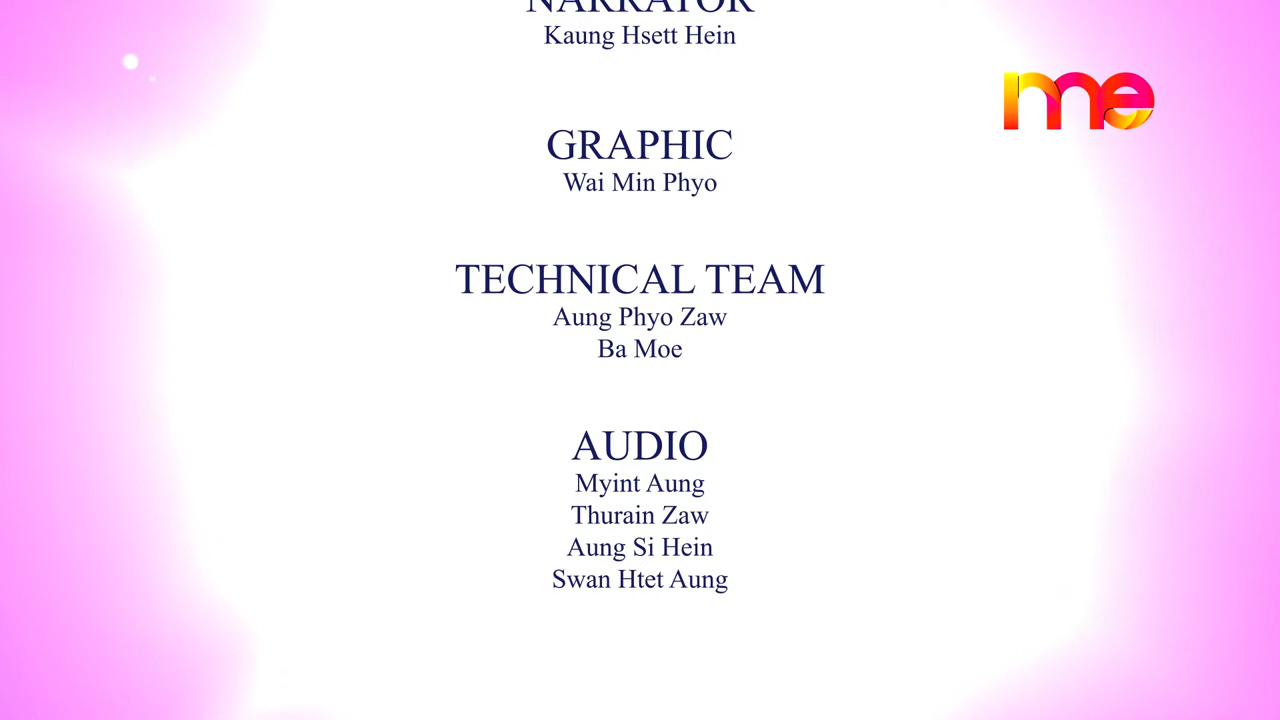 NARRATOR
Kaung Hsett Hein
me
GRAPHIC
Wai Min Phyo
TECHNICAL TEAM
Aung Phyo Zaw
Ba Moe
AUDIO
Myint Aung
Thurain Zaw
Aung Si Hein
Swan Htet Aung